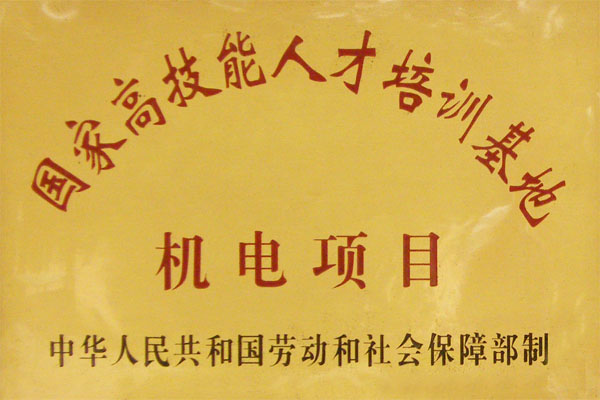 国家高技能人才培训基地
机电项目
中华人民共和国劳动和社会保障部制